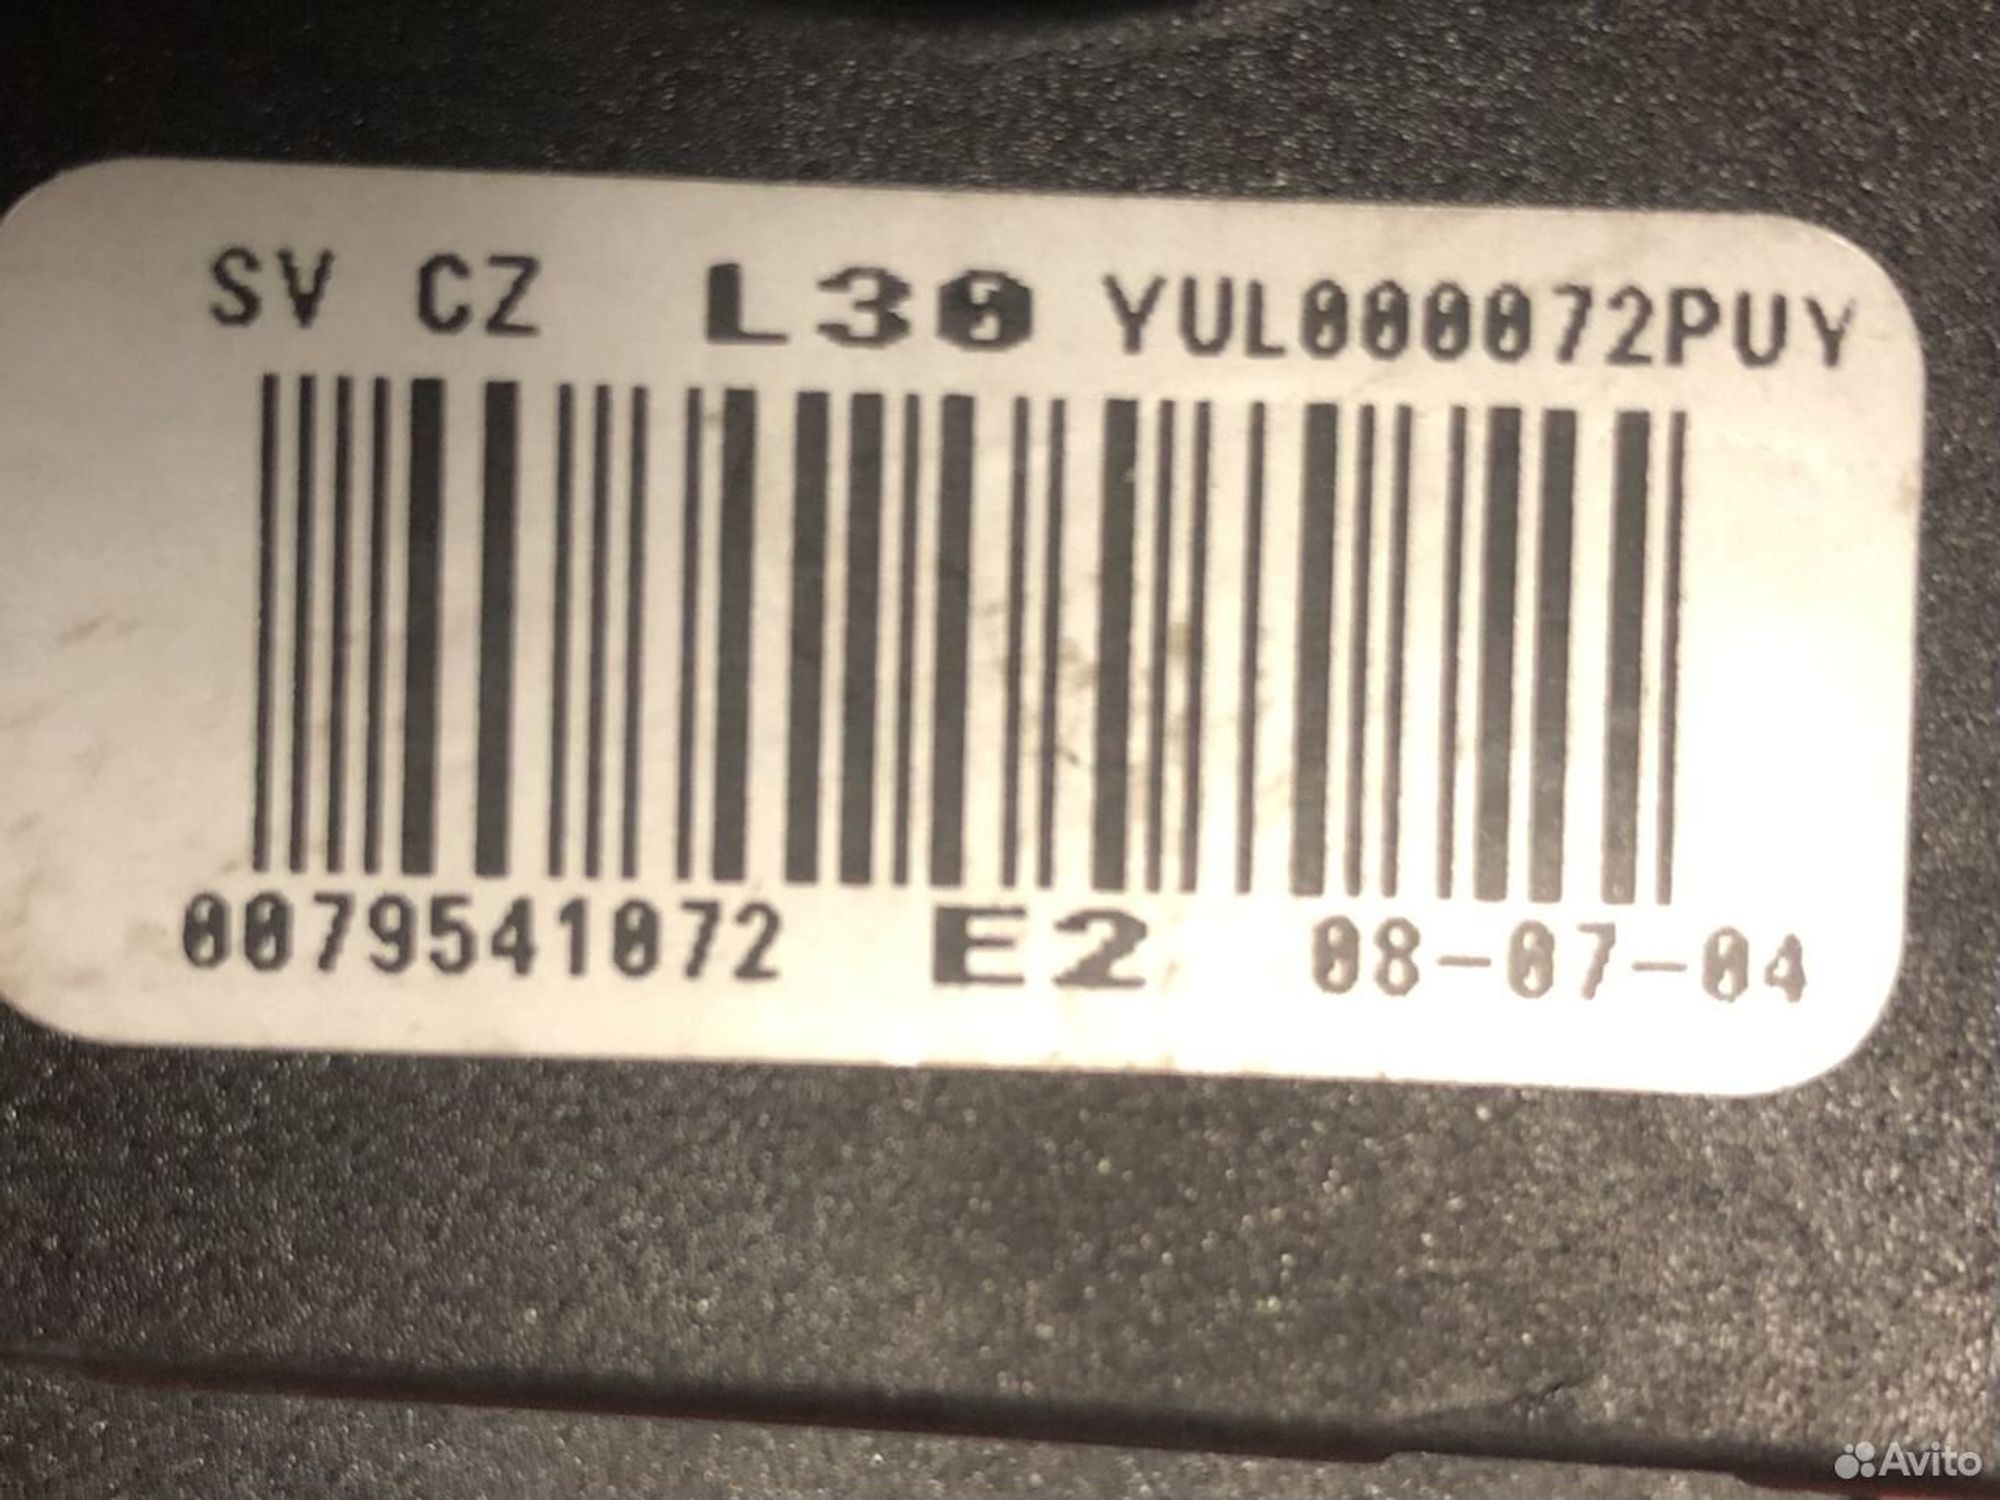 SV CZ L30 YUL000072PUY
0079541072 E2 08-07-04
Avito